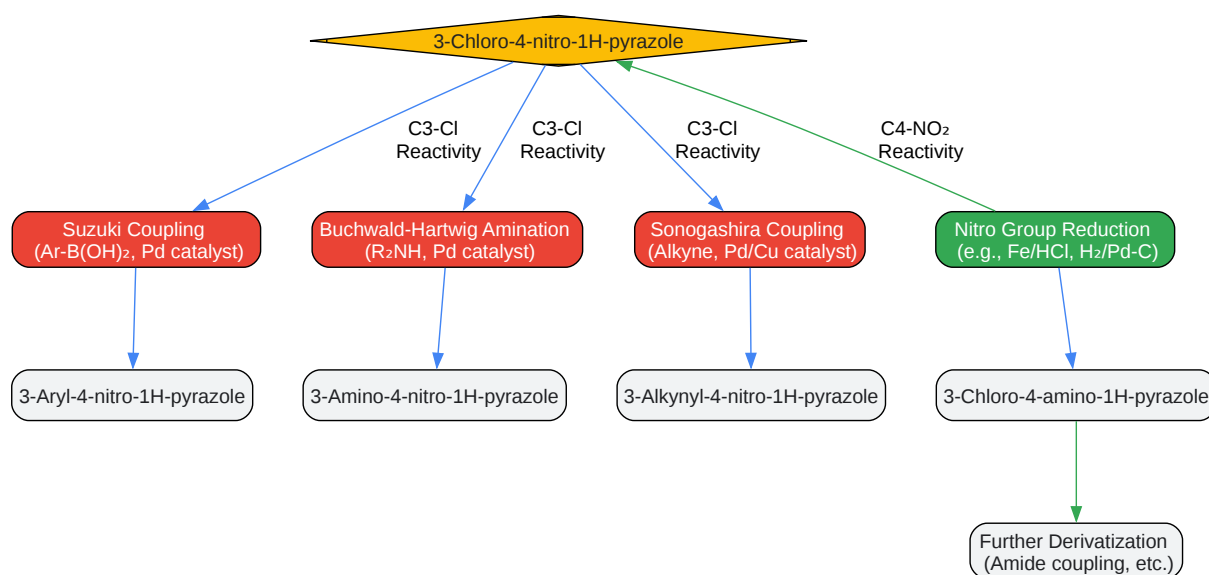 3-Chloro-4-nitro-1H-pyrazole
C3-Cl
Reactivity
C3-Cl
Reactivity
C3-Cl
Reactivity
C4-NO₂
Reactivity
Suzuki Coupling
(Ar-B(OH)₂, Pd catalyst)
Buchwald-Hartwig Amination
(R₂NH, Pd catalyst)
Sonogashira Coupling
(Alkyne, Pd/Cu catalyst)
Nitro Group Reduction
(e.g., Fe/HCl, H₂/Pd-C)
3-Aryl-4-nitro-1H-pyrazole
3-Amino-4-nitro-1H-pyrazole
3-Alkynyl-4-nitro-1H-pyrazole
3-Chloro-4-amino-1H-pyrazole
Further Derivatization
(Amide coupling, etc.)